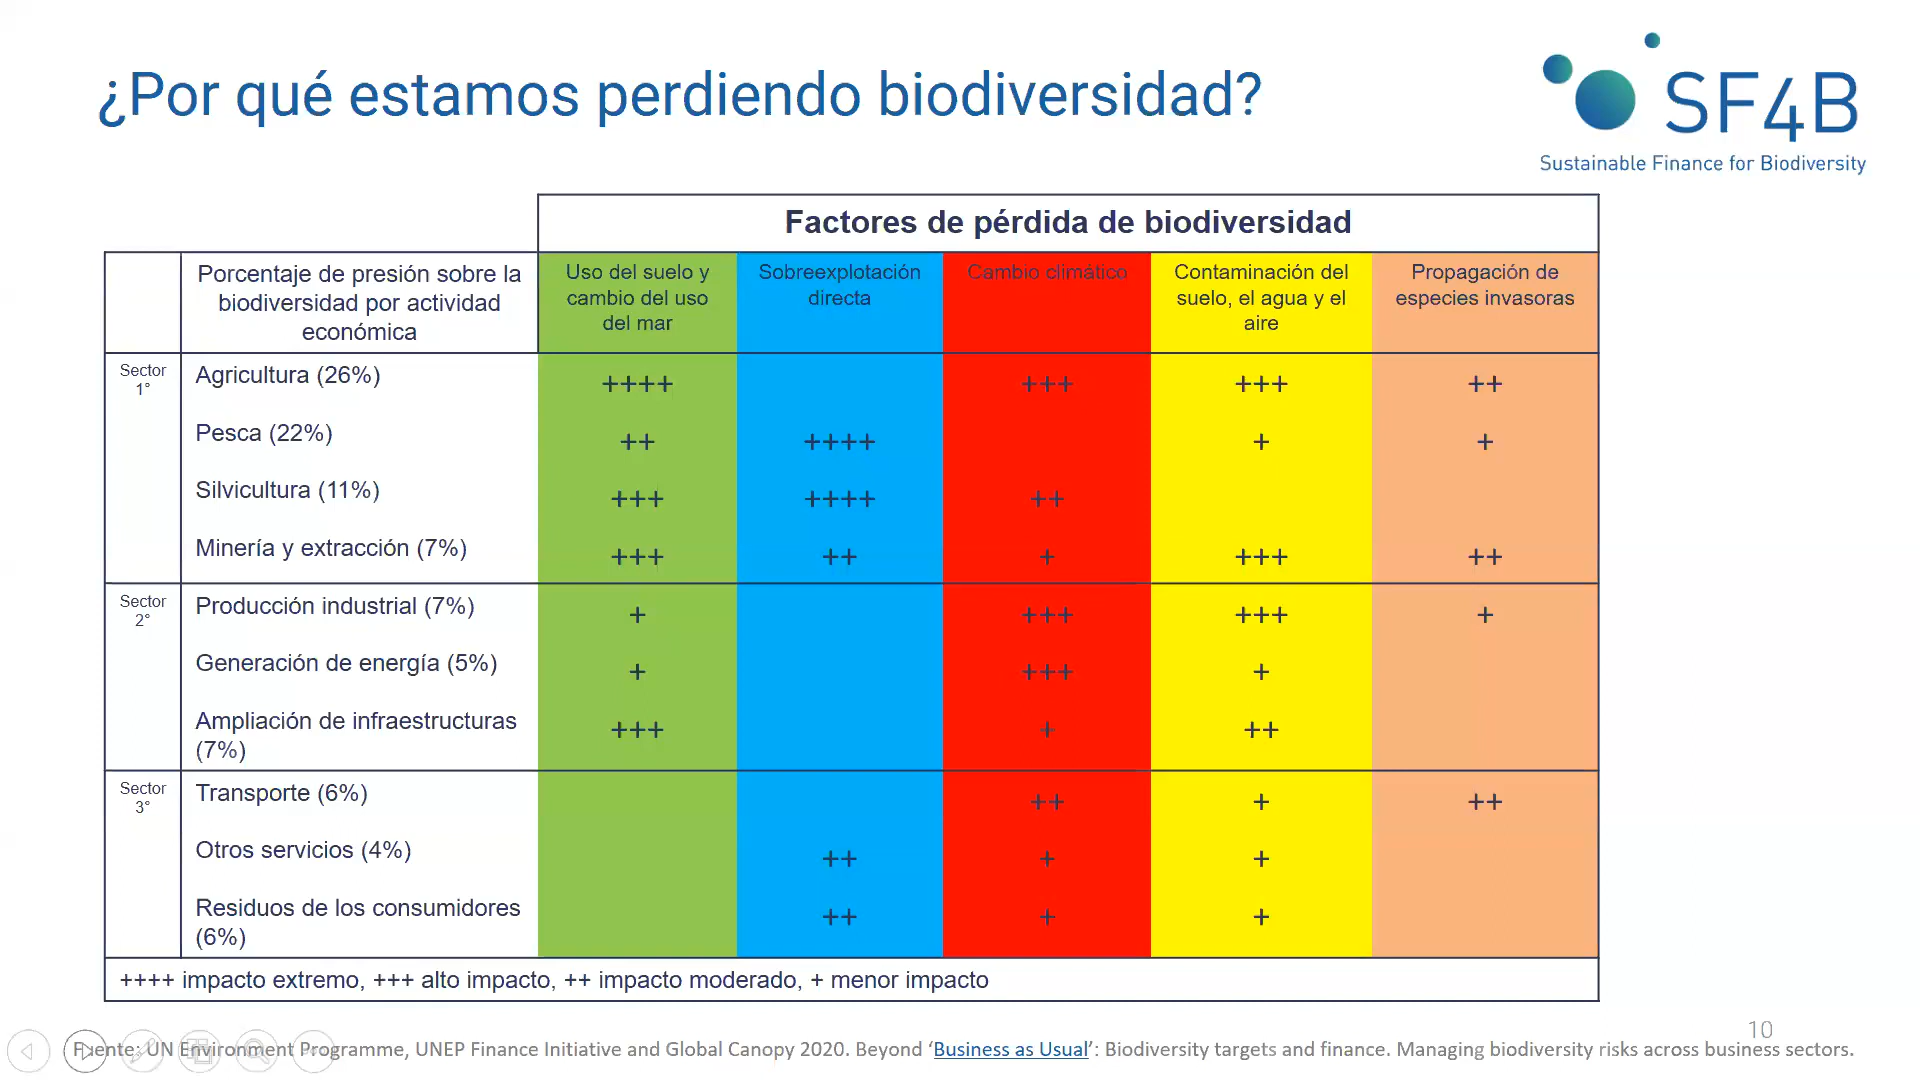 ¿Por qué estamos perdiendo biodiversidad?
SF4B
Sustainable Finance for Biodiversity
Factores de pérdida de biodiversidad
Porcentaje de presión sobre la
biodiversidad por actividad
económica
Uso del suelo y
cambio del uso
del mar
Sobreexplotación
directa
Cambio climático
Contaminación del
suelo, el agua y el
aire
Propagación de
especies invasoras
Sector
1°
Agricultura (26%) ++++ +++ +++ ++
Pesca (22%) ++ ++++ + +
Silvicultura (11%) +++ ++++ ++
Minería y extracción (7%) +++ ++ + +++ ++
Sector
2°
Producción industrial (7%) + +++ +++ +
Generación de energía (5%) + +++ +
Ampliación de infraestructuras
(7%) +++ + ++
Sector
3°
Transporte (6%) ++ + ++
Otros servicios (4%) ++ + +
Residuos de los consumidores
(6%) ++ + +
++++ impacto extremo, +++ alto impacto, ++ impacto moderado, + menor impacto
10
Fuente: UN Environment Programme, UNEP Finance Initiative and Global Canopy 2020. Beyond ‘Business as Usual’: Biodiversity targets and finance. Managing biodiversity risks across business sectors.